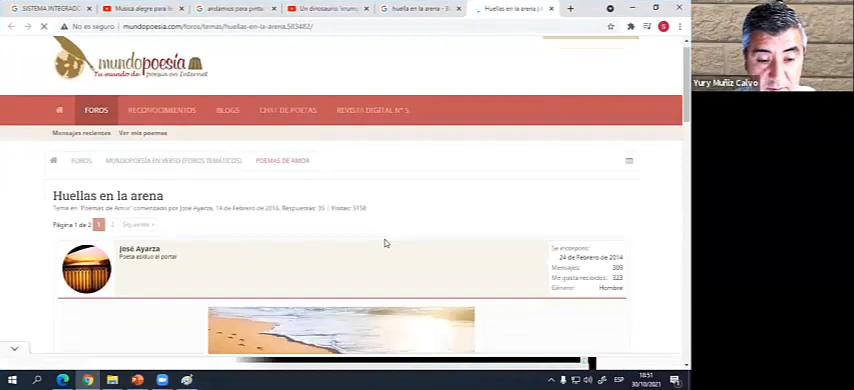 SISTEMA INTEGRADO
Musica alegre para li
andamios para pinta
Un dinosaurio 'irrump
huella en la arena - B
Huellas en la arena |
No seguro | mundopoesia.com/foros/temas/huellas-en-la-arena.583482/
mundopoesía
Tu mundo de poesía en Internet
FOROS RECONOCIMIENTOS BLOGS CHAT DE POETAS REVISTA DIGITAL N° 5
Mensajes recientes Ver mis poemas
FOROS MUNDOPOESÍA EN VERSO (FOROS TEMÁTICOS) POEMAS DE AMOR
Huellas en la arena
Tema en 'Poemas de Amor' comenzado por José Ayarza, 14 de Febrero de 2016. Respuestas: 35 | Visitas: 5158
Página 1 de 2 1 2 Siguiente >
José Ayarza
Poeta asiduo al portal
Se incorporó:
24 de Febrero de 2014
Mensajes: 309
Me gusta recibidos: 323
Género: Hombre
Yury Muñiz Calvo
ESP
18:51
30/10/2021